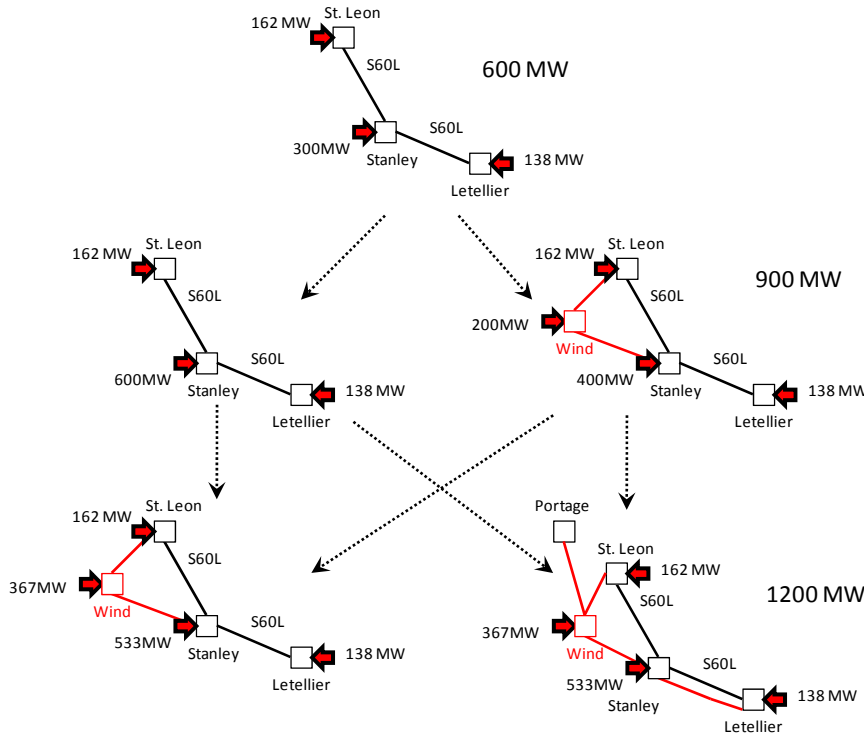 St. Leon
162 MW
S60L
600 MW
S60L
300MW
Stanley
138 MW
Letellier
St. Leon
162 MW
S60L
S60L
600MW
Stanley
138 MW
Letellier
St. Leon
162 MW
900 MW
S60L
200MW
Wind
S60L
400MW
Stanley
138 MW
Letellier
St. Leon
162 MW
S60L
367MW
Wind
S60L
533MW
Stanley
138 MW
Letellier
Portage
St. Leon
162 MW
S60L
1200 MW
367MW
Wind
S60L
533MW
Stanley
138 MW
Letellier